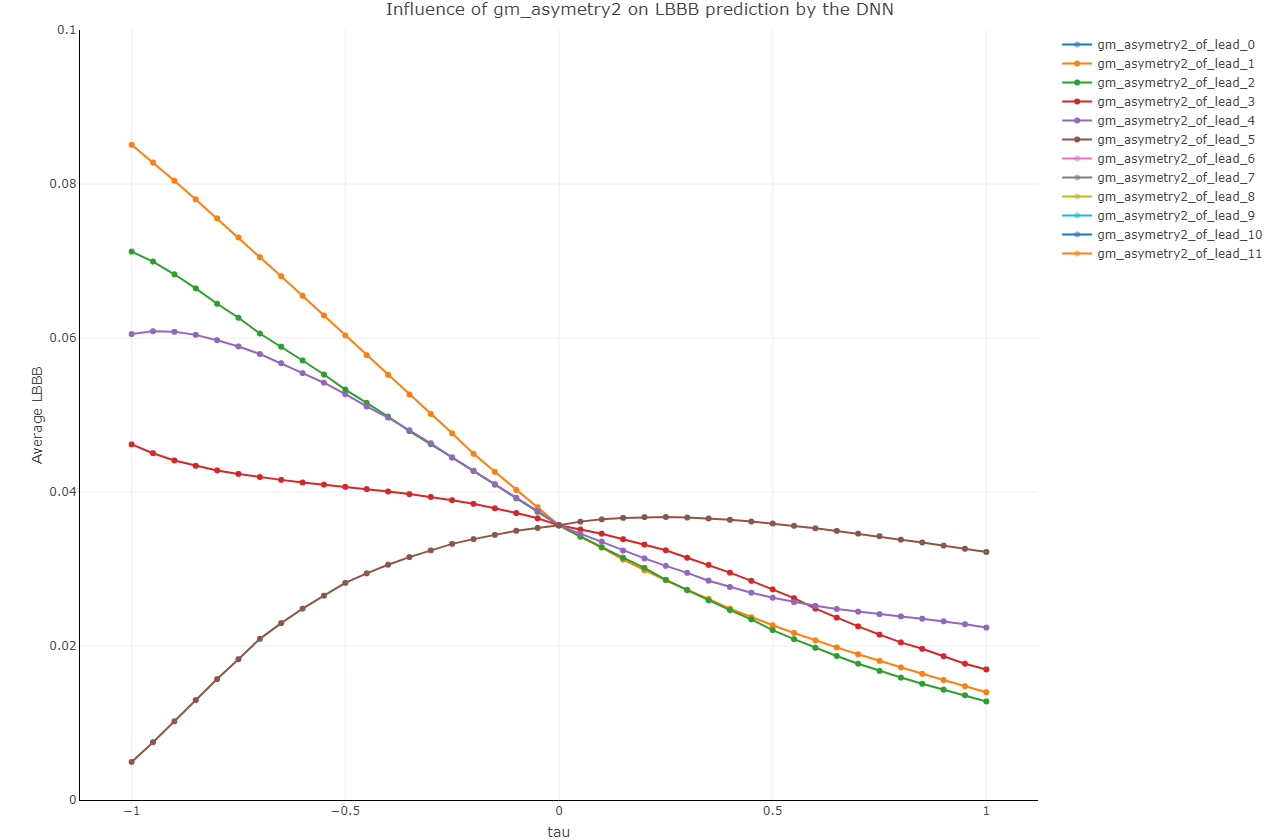 Influence of gm_asymetry2 on LBBB prediction by the DNN
0.1
0.08
0.06
0.04
0.02
0
Average LBBB
−1
−0.5
0
0.5
1
tau
gm_asymetry2_of_lead_0
gm_asymetry2_of_lead_1
gm_asymetry2_of_lead_2
gm_asymetry2_of_lead_3
gm_asymetry2_of_lead_4
gm_asymetry2_of_lead_5
gm_asymetry2_of_lead_6
gm_asymetry2_of_lead_7
gm_asymetry2_of_lead_8
gm_asymetry2_of_lead_9
gm_asymetry2_of_lead_10
gm_asymetry2_of_lead_11